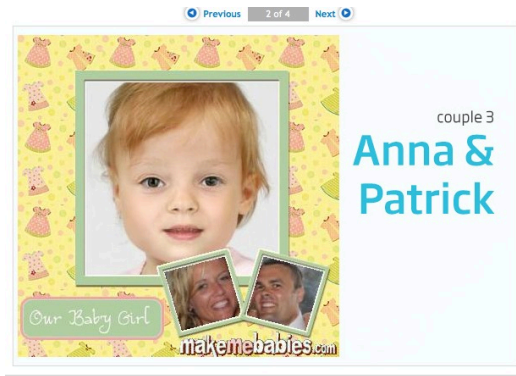 Previous 2 of 4 Next
couple 3
Anna &
Patrick
Our Baby Girl
makemebabies.com